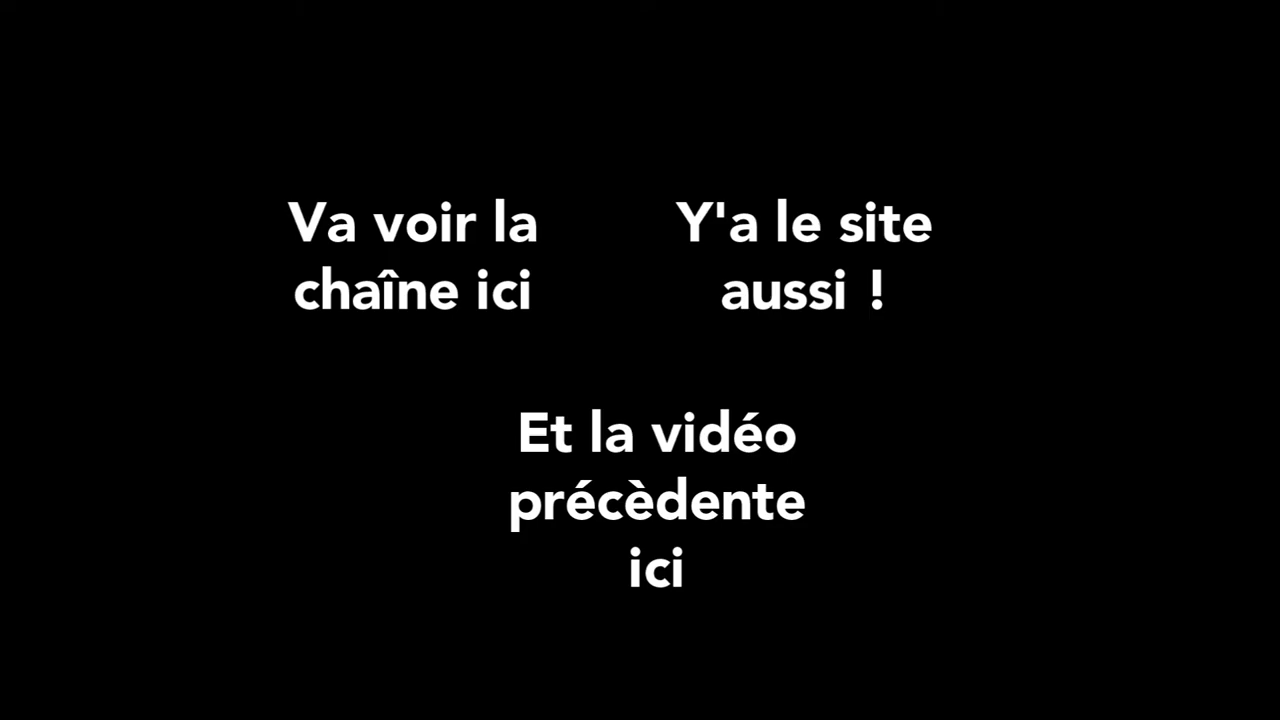 Va voir la
chaîne ici
Y'a le site
aussi !
Et la vidéo
précèdente
ici